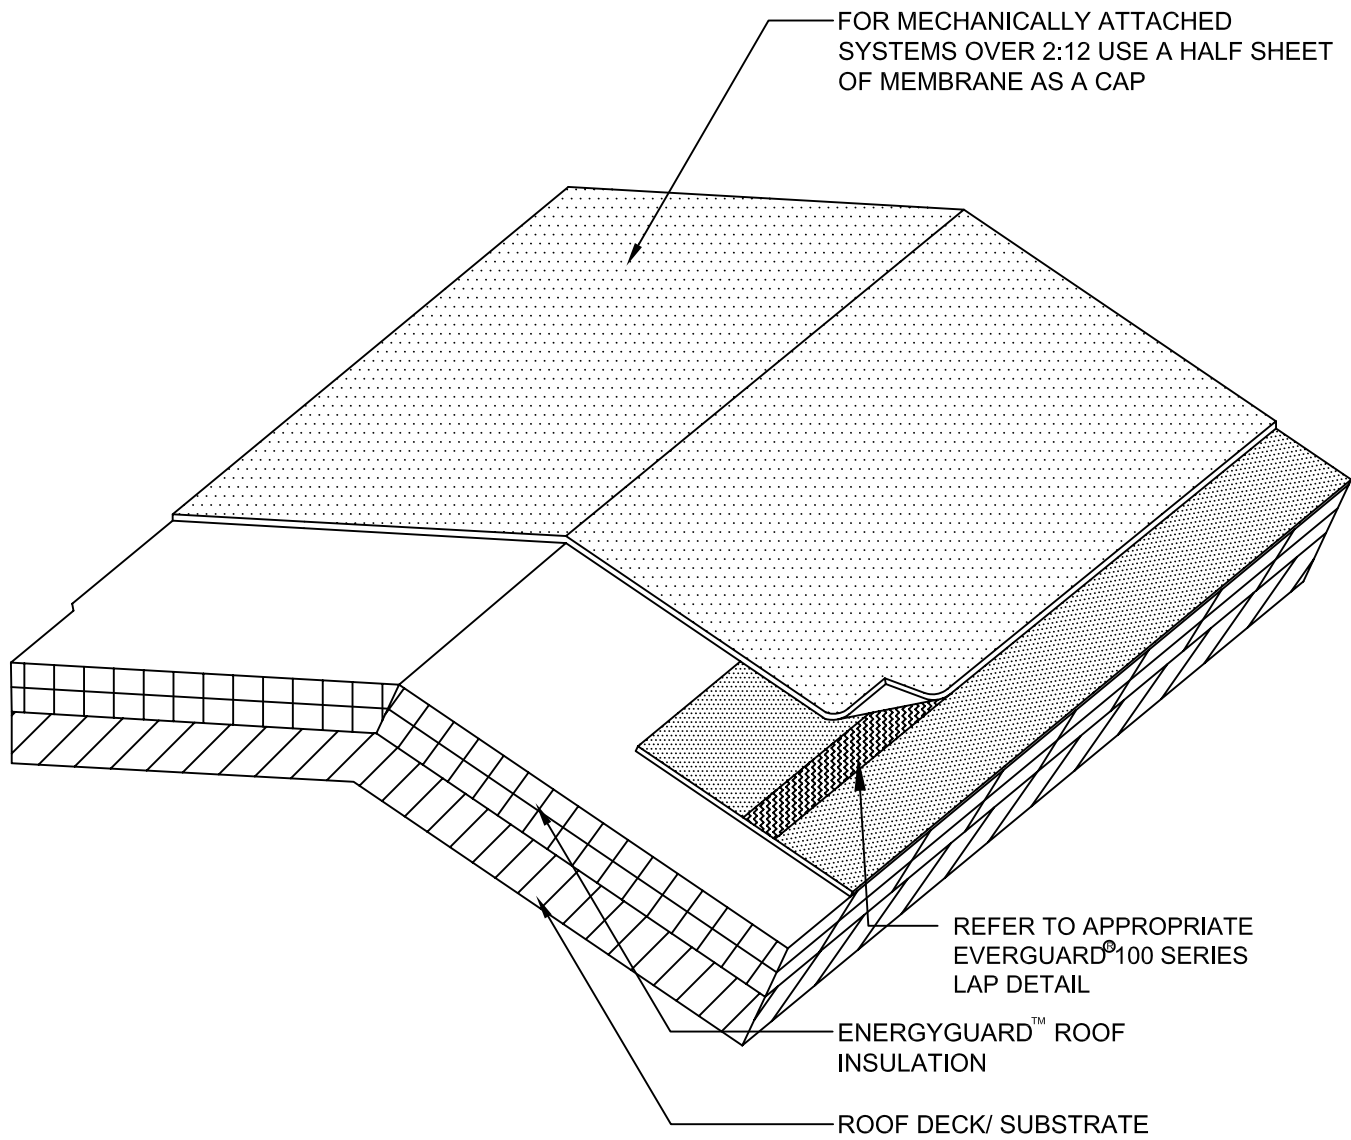 FOR MECHANICALLY ATTACHED
SYSTEMS OVER 2:12 USE A HALF SHEET
OF MEMBRANE AS A CAP
REFER TO APPROPRIATE
EVERGUARD®100 SERIES
LAP DETAIL
ENERGYGUARD™ ROOF
INSULATION
ROOF DECK/ SUBSTRATE